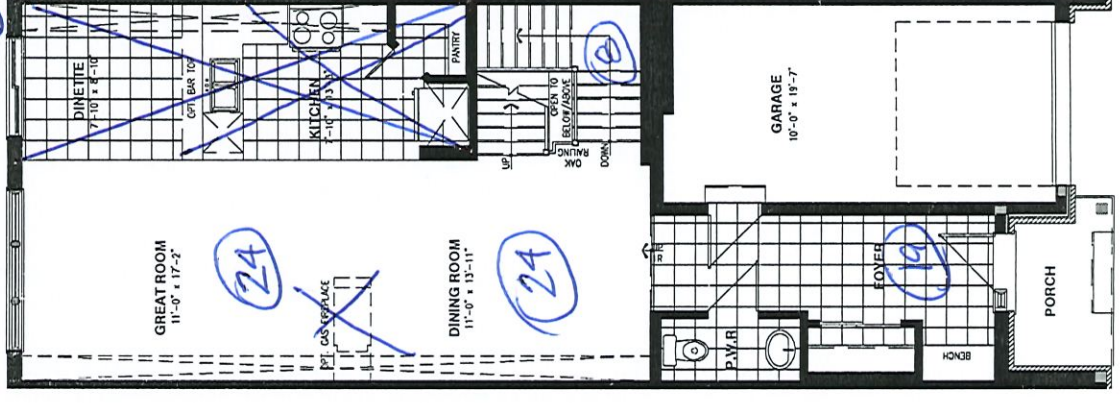 DINETTE
7'-10" x 8'-10"
OPT. BAR TOP
KITCHEN
PANTRY
UP
OPEN TO
BELOW/ABOVE
OAK
RAILING
DOWN
8
GARAGE
10'-0" x 19'-7"
GREAT ROOM
11'-0" x 17'-2"
24
OPT. GAS FIREPLACE
DINING ROOM
11'-0" x 13'-11"
24
P.W.R
FOYER
19
BENCH
PORCH